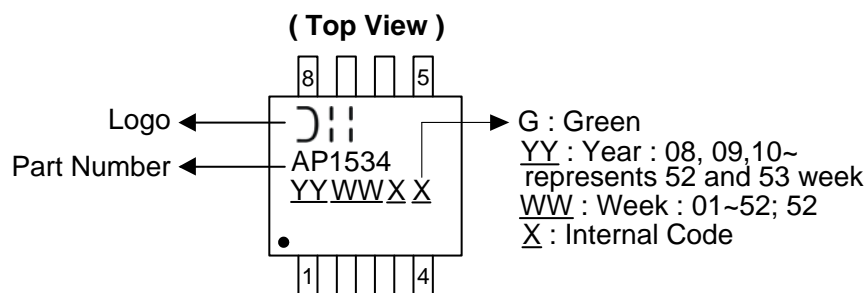 ( Top View )
8 5
Logo
Part Number
AP1534
YYWWX X
G : Green
YY : Year : 08, 09,10~
represents 52 and 53 week
WW : Week : 01~52; 52
X : Internal Code
1 4